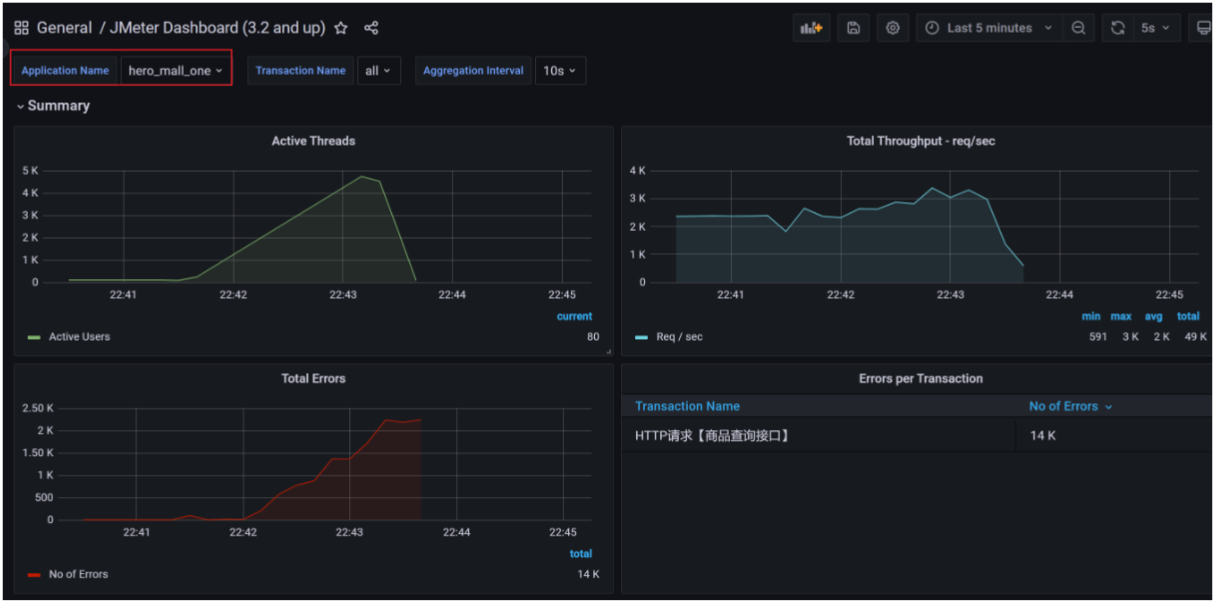 General / JMeter Dashboard (3.2 and up)
Last 5 minutes
5s
Application Name hero_mall_one Transaction Name all Aggregation Interval 10s
Summary
Active Threads
5 K
4 K
3 K
2 K
1 K
0
22:41 22:42 22:43 22:44 22:45
current
Active Users 80
Total Throughput - req/sec
4 K
3 K
2 K
1 K
0
22:41 22:42 22:43 22:44 22:45
min max avg total
Req / sec 591 3 K 2 K 49 K
Total Errors
2.50 K
2 K
1.50 K
1 K
500
0
22:41 22:42 22:43 22:44 22:45
total
No of Errors 14 K
Errors per Transaction
Transaction Name No of Errors
HTTP请求【商品查询接口】 14 K